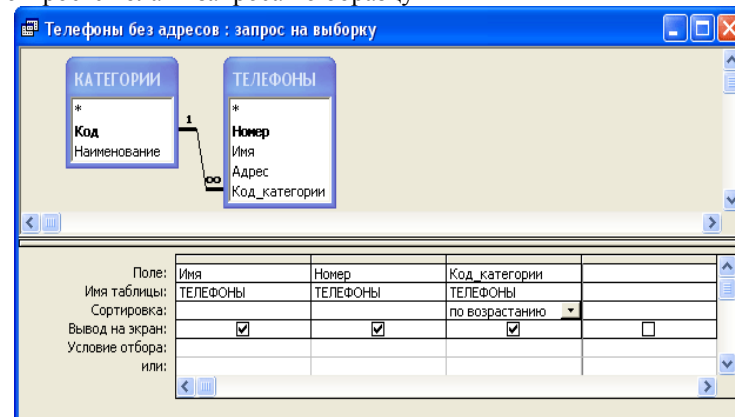 Телефоны без адресов : запрос на выборку
КАТЕГОРИИ
*
Код
Наименование
1
∞
ТЕЛЕФОНЫ
*
Номер
Имя
Адрес
Код_категории
Поле: Имя Номер Код_категории
Имя таблицы: ТЕЛЕФОНЫ ТЕЛЕФОНЫ ТЕЛЕФОНЫ
Сортировка: по возрастанию
Вывод на экран:
Условие отбора:
или: